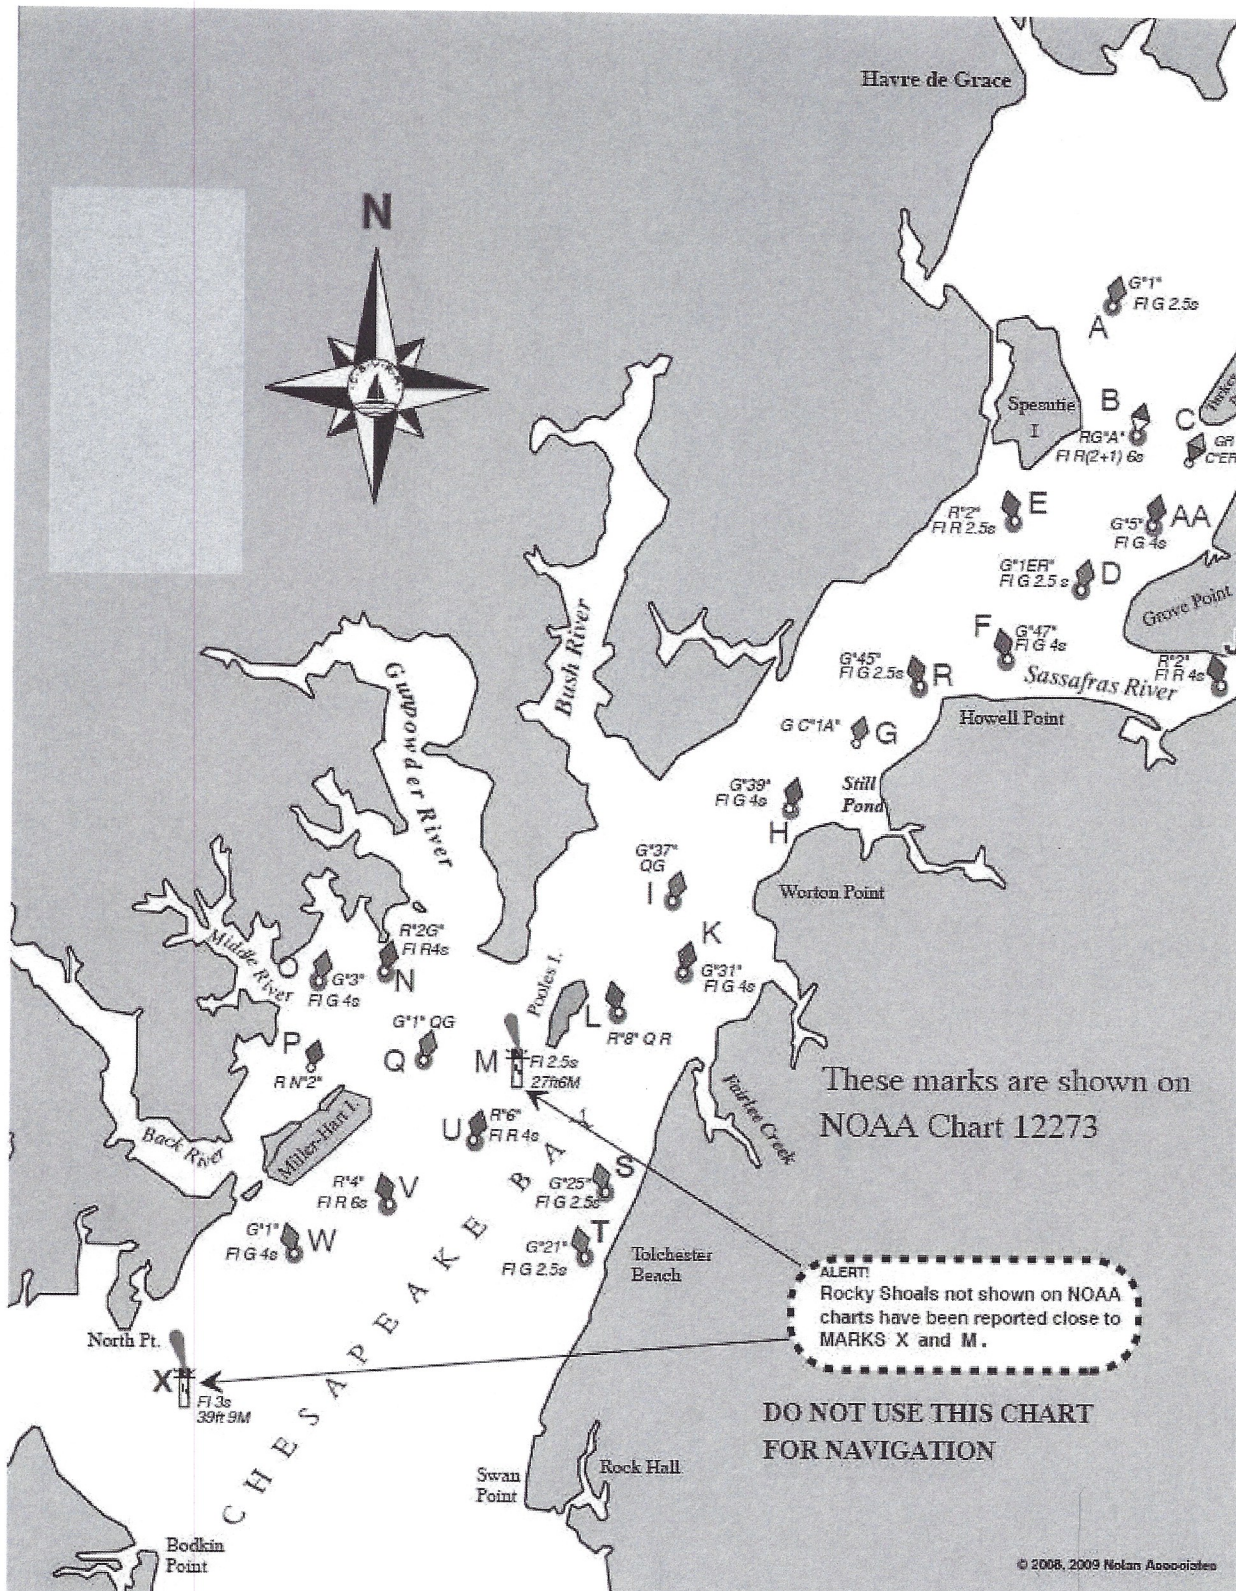 Havre de Grace
N
G"1"
Fl G 2.5s
A
Spesutie
I
B
RG"A"
Fl R(2+1) 6s
C
GR
C"ER
R"2"
Fl R 2.5s
E
G"5"
Fl G 4s
AA
G"1ER"
Fl G 2.5 s
D
Grove Point
F
G"47"
Fl G 4s
G"45"
Fl G 2.5s
R
R"2"
Fl R 4s
J
Sassafras River
Howell Point
G C"1A"
G
Still
Pond
G"39"
Fl G 4s
H
Bush River
Gunpowder River
G"37"
QG
I
Worton Point
K
G"31"
Fl G 4s
R"2G"
Fl R4s
N
Middle River
O
G"3"
Fl G 4s
Pooles I.
L
R"8" Q R
G"1" QG
Q
P
R N"2"
M
Fl 2.5s
27ft6M
These marks are shown on
NOAA Chart 12273
Fairlee Creek
Back River
Miller-Hart I.
U
R"6"
Fl R 4s
R"4"
Fl R 6s
V
S
G"25"
Fl G 2.5s
G"1"
Fl G 4s
W
T
G"21"
Fl G 2.5s
Tolchester
Beach
CHESAPEAKE BAY
ALERT!
Rocky Shoals not shown on NOAA
charts have been reported close to
MARKS X and M.
North Pt.
X
Fl 3s
39ft 9M
DO NOT USE THIS CHART
FOR NAVIGATION
Swan
Point
Rock Hall
Bodkin
Point
© 2008, 2009 Nolan Associates